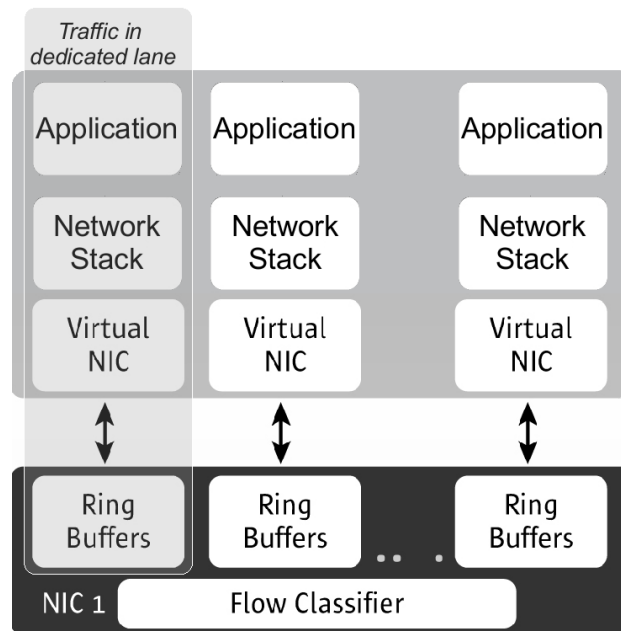 Traffic in
dedicated lane
Application
Application
Application
Network
Stack
Network
Stack
Network
Stack
Virtual
NIC
Virtual
NIC
Virtual
NIC
Ring
Buffers
Ring
Buffers
.. .
Ring
Buffers
NIC 1
Flow Classifier